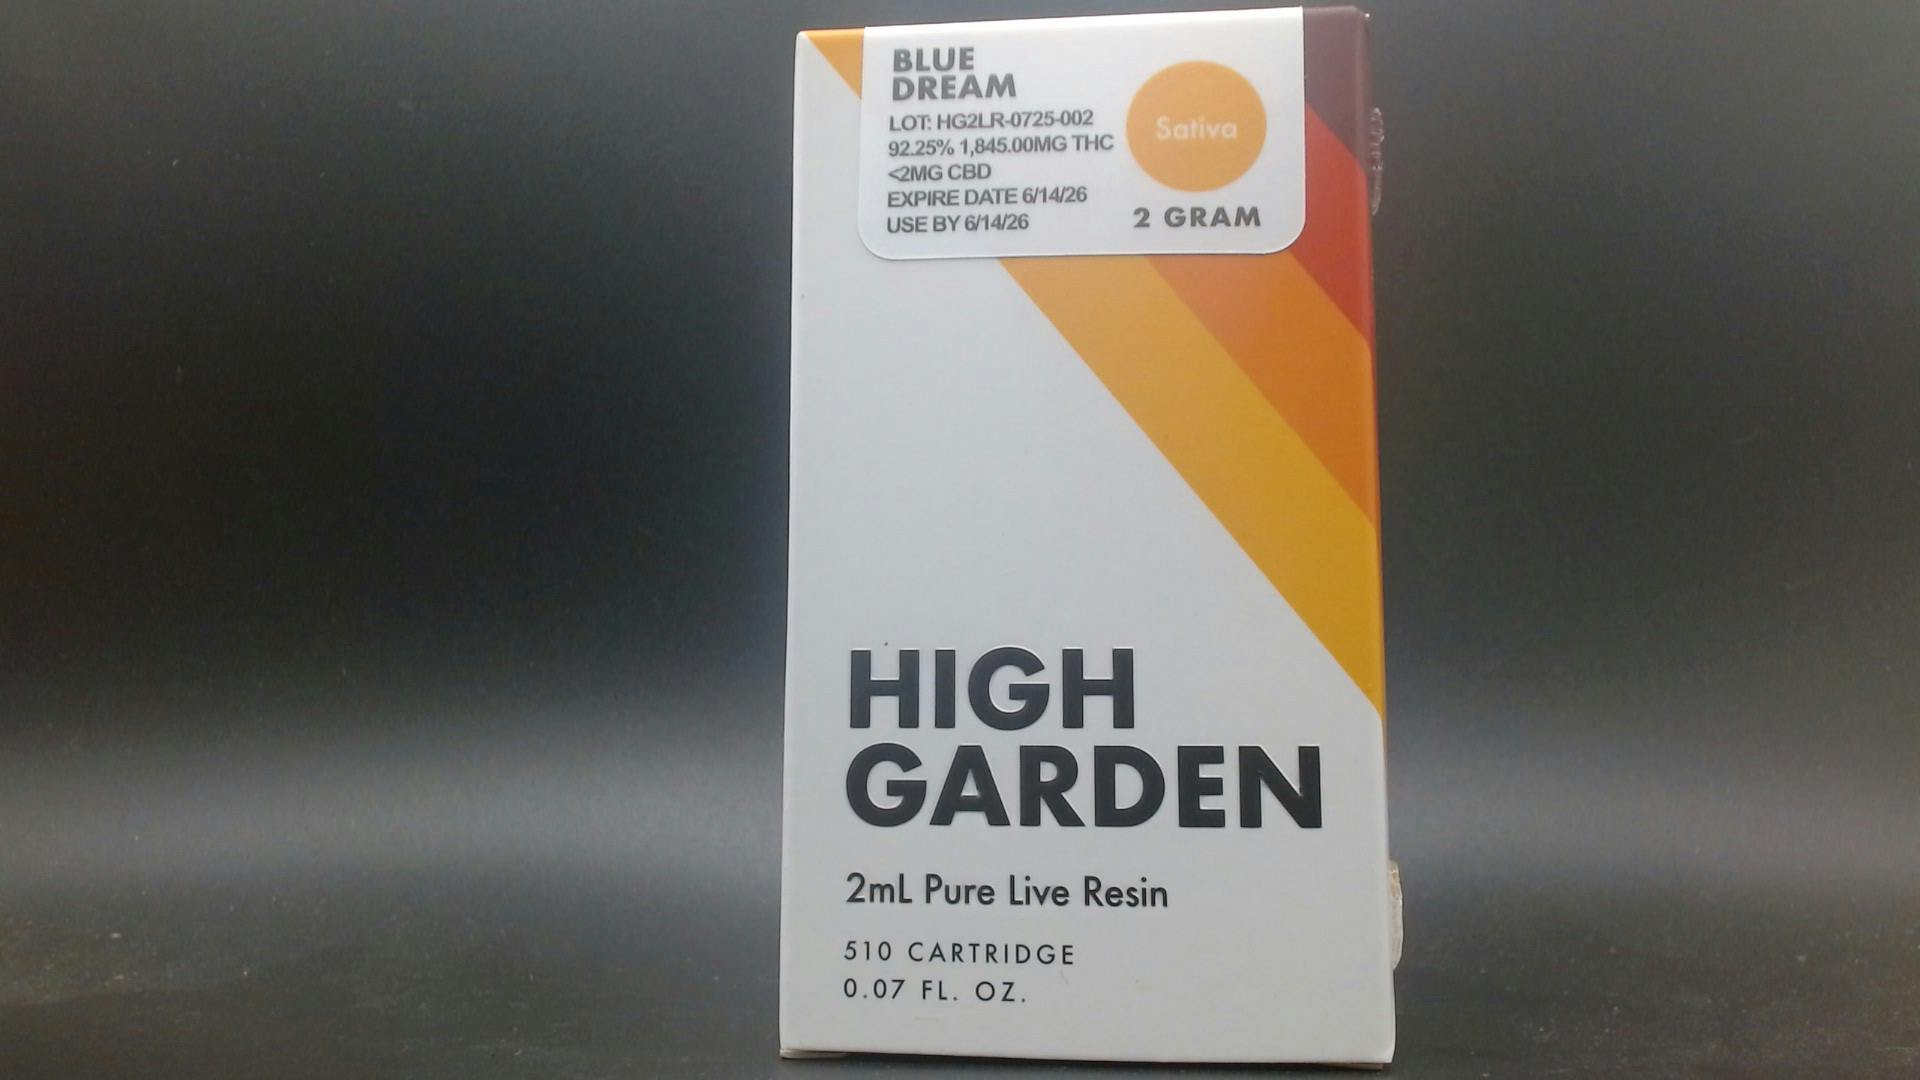 BLUE
DREAM
LOT: HG2LR-0725-002
92.25% 1,845.00MG THC
<2MG CBD
EXPIRE DATE 6/14/26
USE BY 6/14/26
Sativa
2 GRAM
HIGH
GARDEN
2mL Pure Live Resin
510 CARTRIDGE
0.07 FL. OZ.